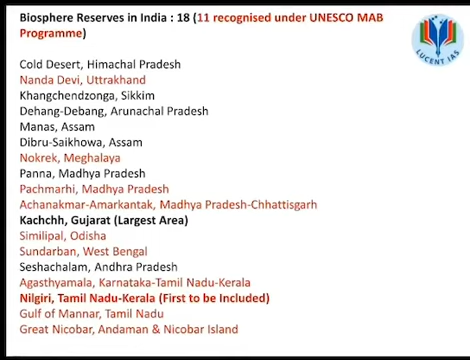 Biosphere Reserves in India : 18 (11 recognised under UNESCO MAB
Programme)
LUCENT IAS
Cold Desert, Himachal Pradesh
Nanda Devi, Uttrakhand
Khangchendzonga, Sikkim
Dehang-Debang, Arunachal Pradesh
Manas, Assam
Dibru-Saikhowa, Assam
Nokrek, Meghalaya
Panna, Madhya Pradesh
Pachmarhi, Madhya Pradesh
Achanakmar-Amarkantak, Madhya Pradesh-Chhattisgarh
Kachchh, Gujarat (Largest Area)
Similipal, Odisha
Sundarban, West Bengal
Seshachalam, Andhra Pradesh
Agasthyamala, Karnataka-Tamil Nadu-Kerala
Nilgiri, Tamil Nadu-Kerala (First to be Included)
Gulf of Mannar, Tamil Nadu
Great Nicobar, Andaman & Nicobar Island